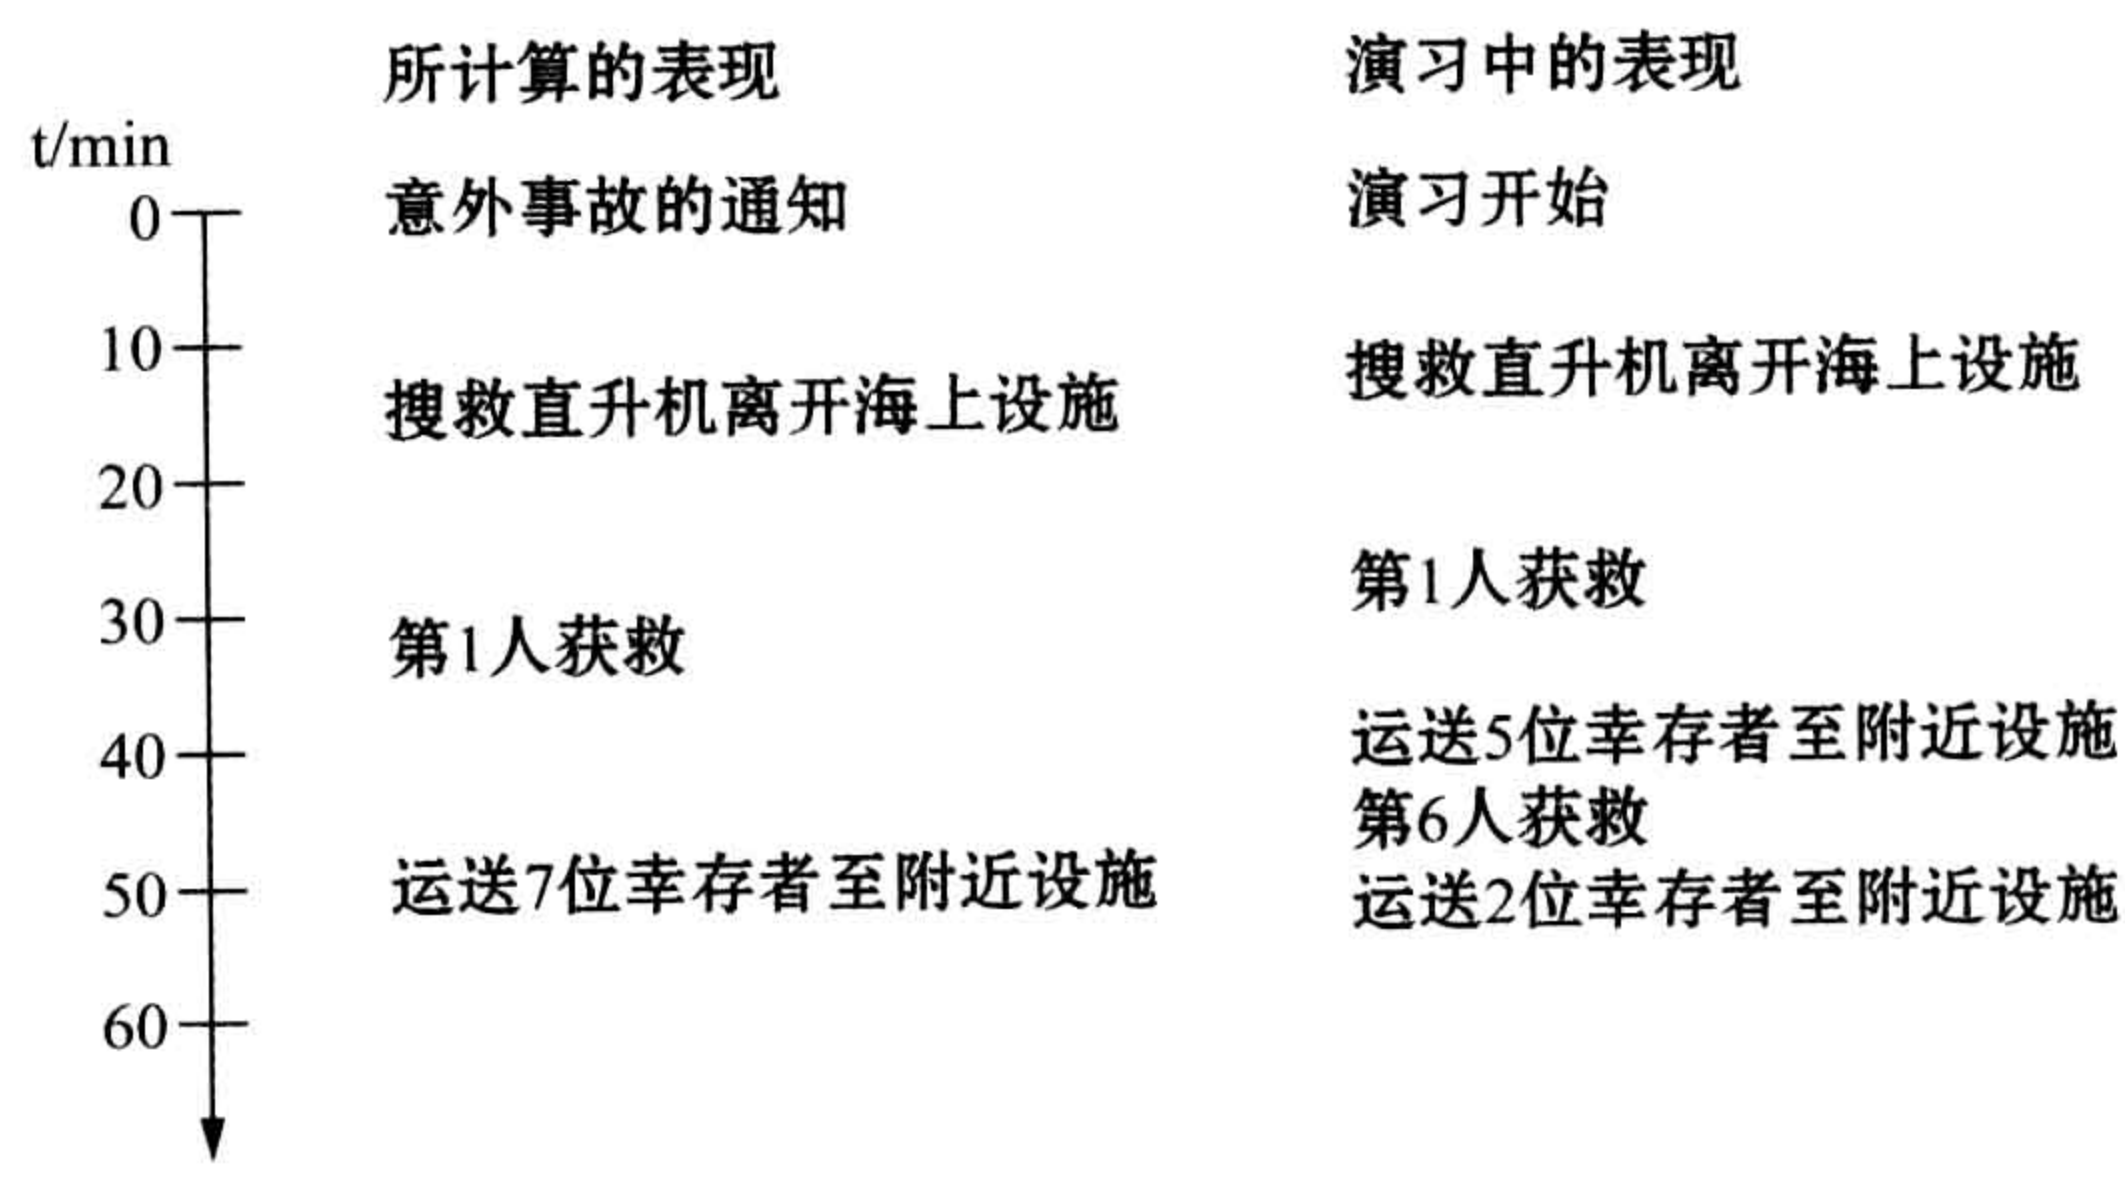 所计算的表现
演习中的表现
t/min
0
意外事故的通知
演习开始
10
搜救直升机离开海上设施
搜救直升机离开海上设施
20
第1人获救
30
第1人获救
运送5位幸存者至附近设施
40
第6人获救
50
运送7位幸存者至附近设施
运送2位幸存者至附近设施
60